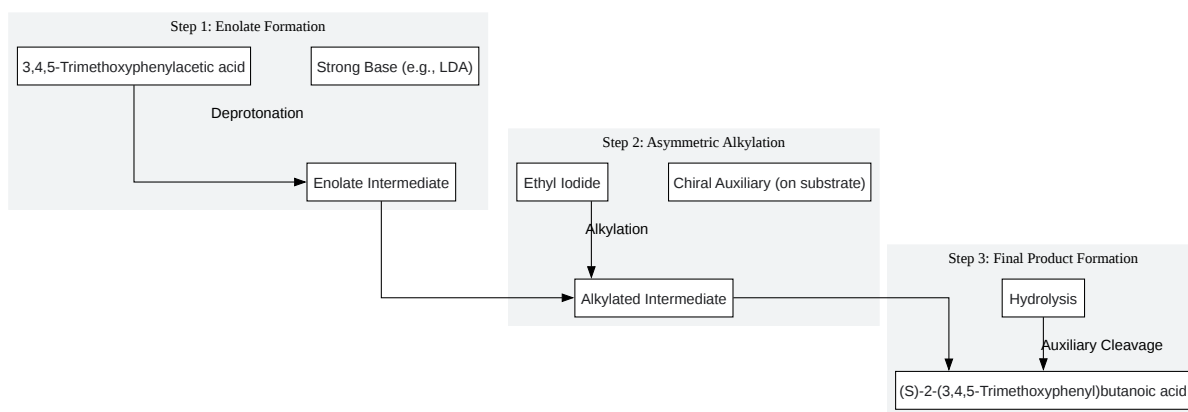 Step 1: Enolate Formation
3,4,5-Trimethoxyphenylacetic acid
Strong Base (e.g., LDA)
Deprotonation
Enolate Intermediate
Step 2: Asymmetric Alkylation
Ethyl Iodide
Chiral Auxiliary (on substrate)
Alkylation
Alkylated Intermediate
Step 3: Final Product Formation
Hydrolysis
Auxiliary Cleavage
(S)-2-(3,4,5-Trimethoxyphenyl)butanoic acid